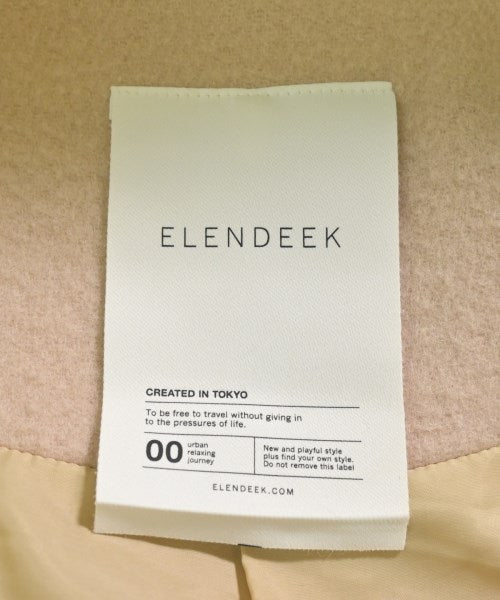 ELENDEEK
CREATED IN TOKYO
To be free to travel without giving in
to the pressures of life.
00
urban
relaxing
journey
New and playful style
plus find your own style.
Do not remove this label
ELENDEEK.COM